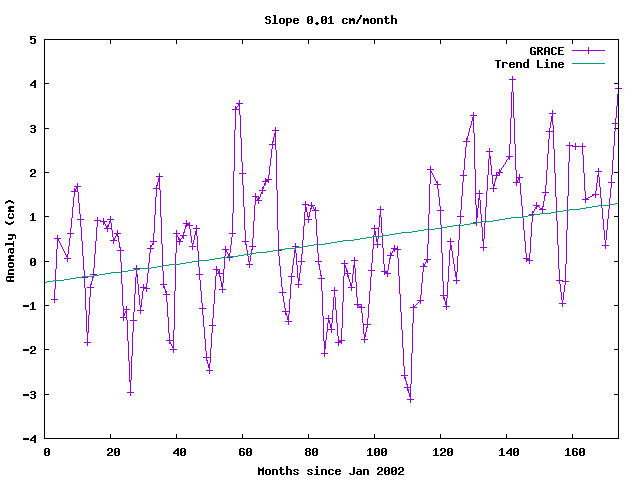 Slope 0.01 cm/month
GRACE
Trend Line
5
4
3
2
1
0
-1
-2
-3
-4
Anomaly (cm)
0 20 40 60 80 100 120 140 160
Months since Jan 2002